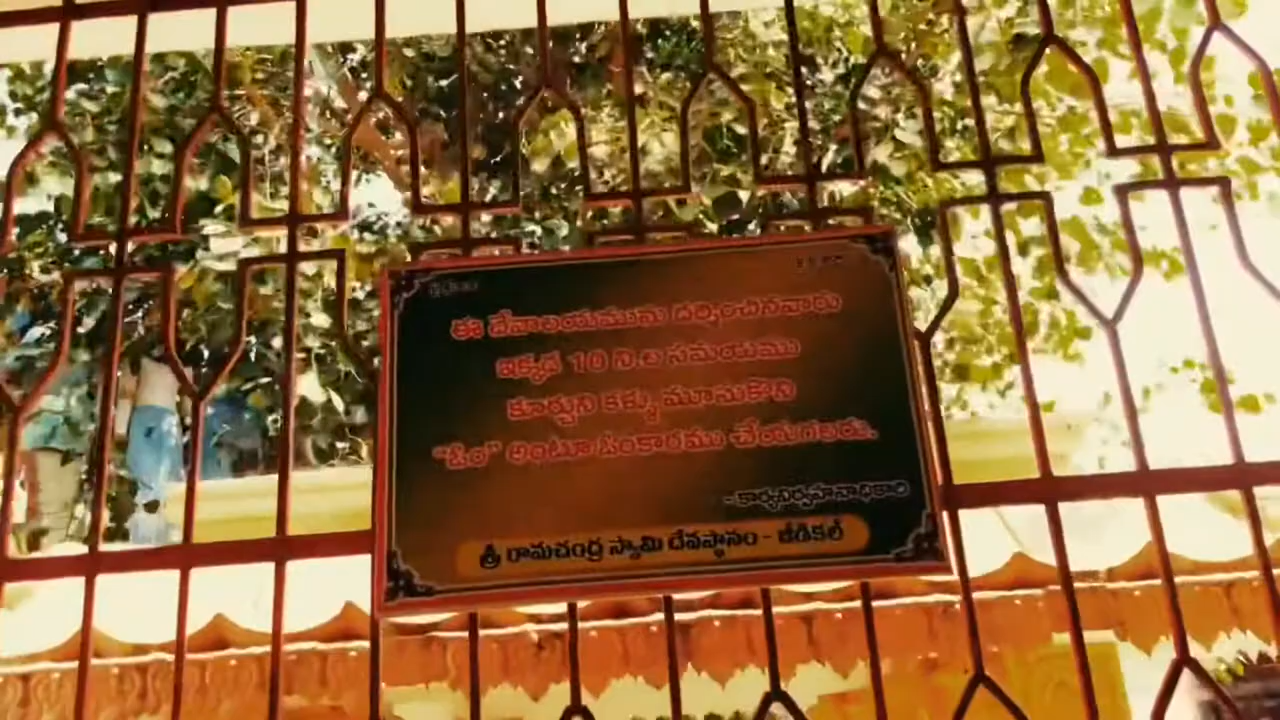 ఈ దేవాలయమును దర్శించినవారు
ఇక్కడ 10 ని.ల సమయము
కూర్చుని కళ్ళు మూసుకొని
"ఓం" అంటూ ఓంకారము చేయగలరు.
- కార్యనిర్వహణాధికారి
శ్రీ రామచంద్ర స్వామి దేవస్థానం - జీడికల్